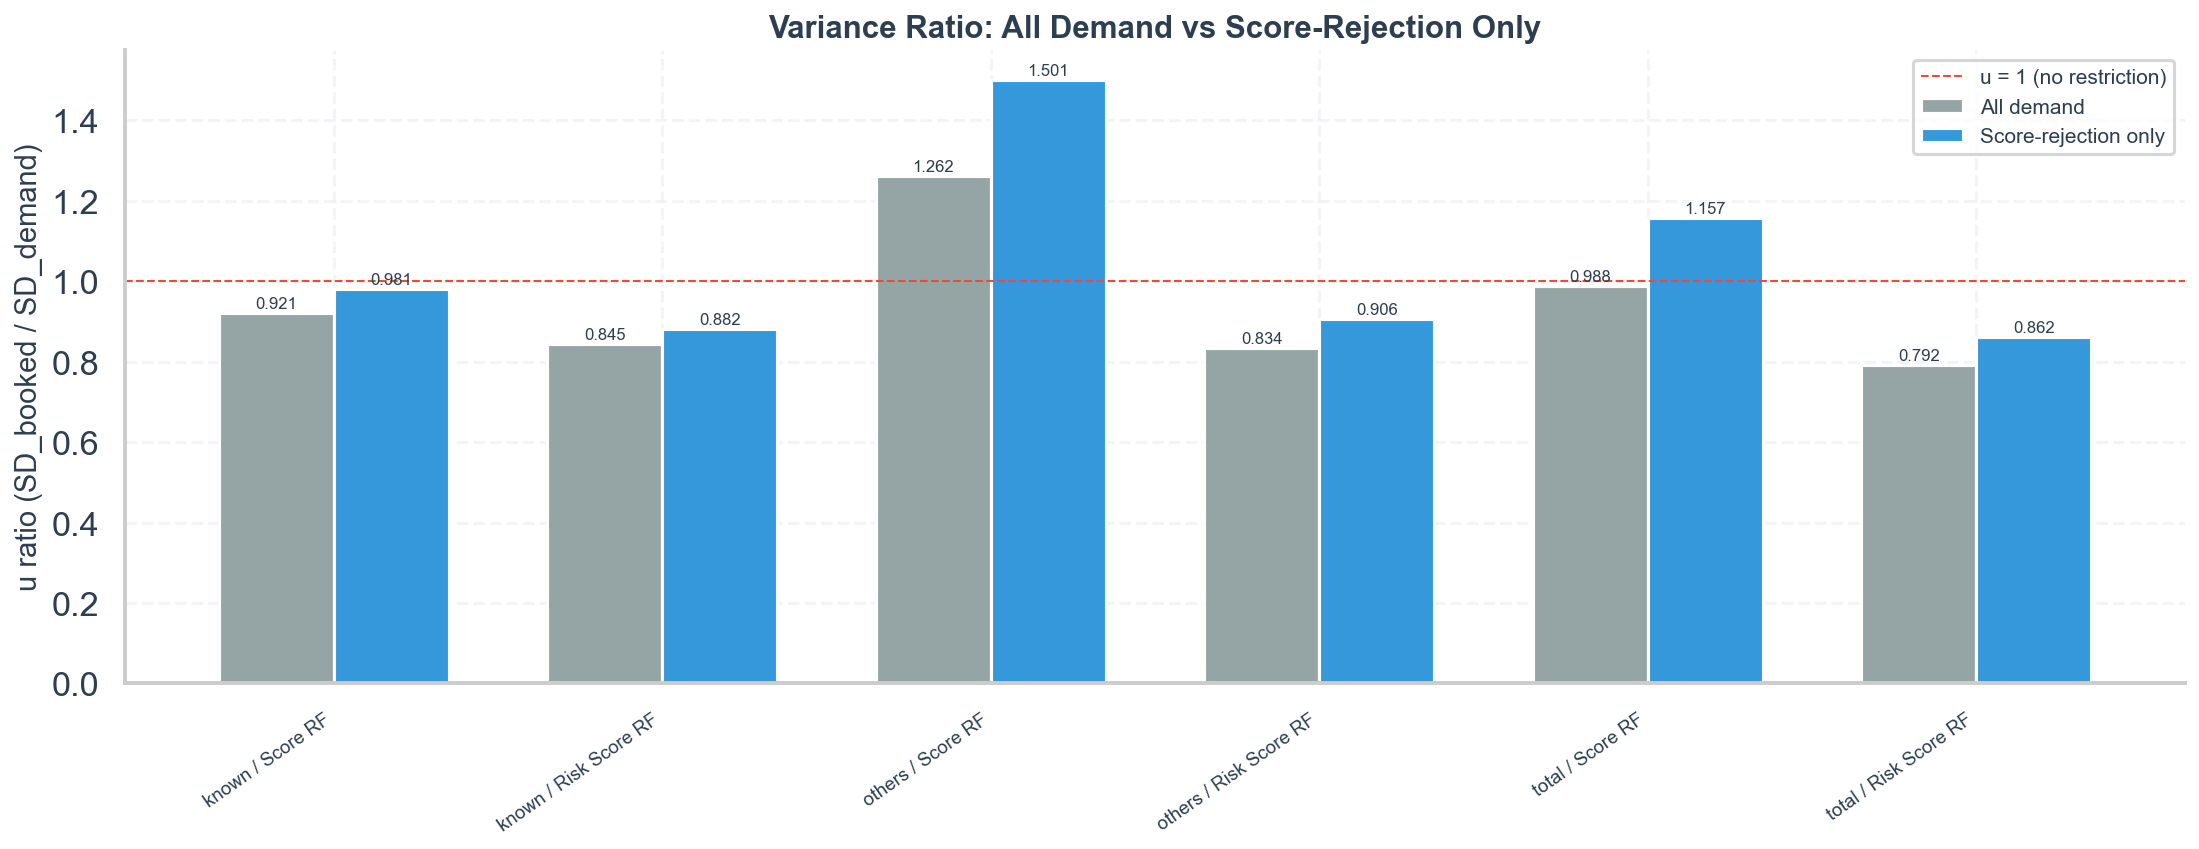 Variance Ratio: All Demand vs Score-Rejection Only
u ratio (SD_booked / SD_demand)
1.4
1.2
1.0
0.8
0.6
0.4
0.2
0.0
u = 1 (no restriction)
All demand
Score-rejection only
0.921
0.981
0.845
0.882
1.262
1.501
0.834
0.906
0.988
1.157
0.792
0.862
known / Score RF
known / Risk Score RF
others / Score RF
others / Risk Score RF
total / Score RF
total / Risk Score RF